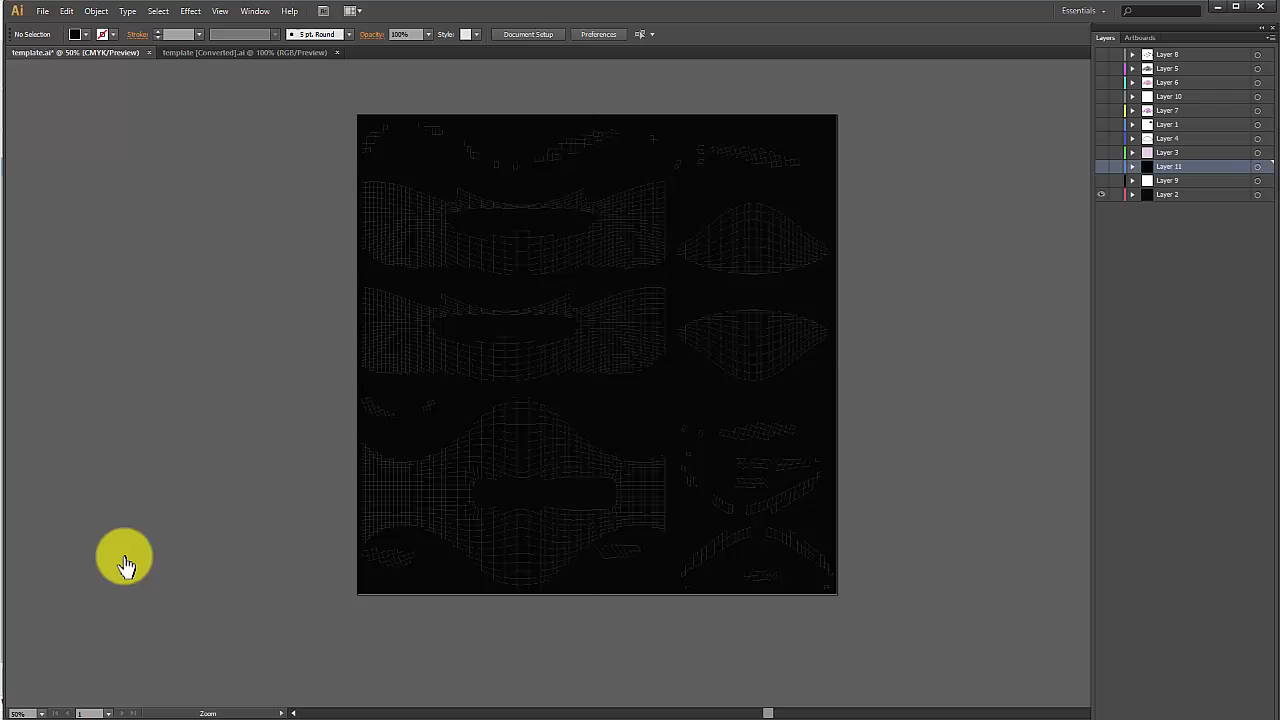 Ai File Edit Object Type Select Effect View Window Help Br Essentials
No Selection Stroke: 5 pt. Round Opacity: 100% Style: Document Setup Preferences
template.ai* @ 50% (CMYK/Preview) × template [Converted].ai @ 100% (RGB/Preview) ×
Layers Artboards
Layer 8
Layer 5
Layer 6
Layer 10
Layer 7
Layer 1
Layer 4
Layer 3
Layer 11
Layer 9
Layer 2
50% 1 Zoom